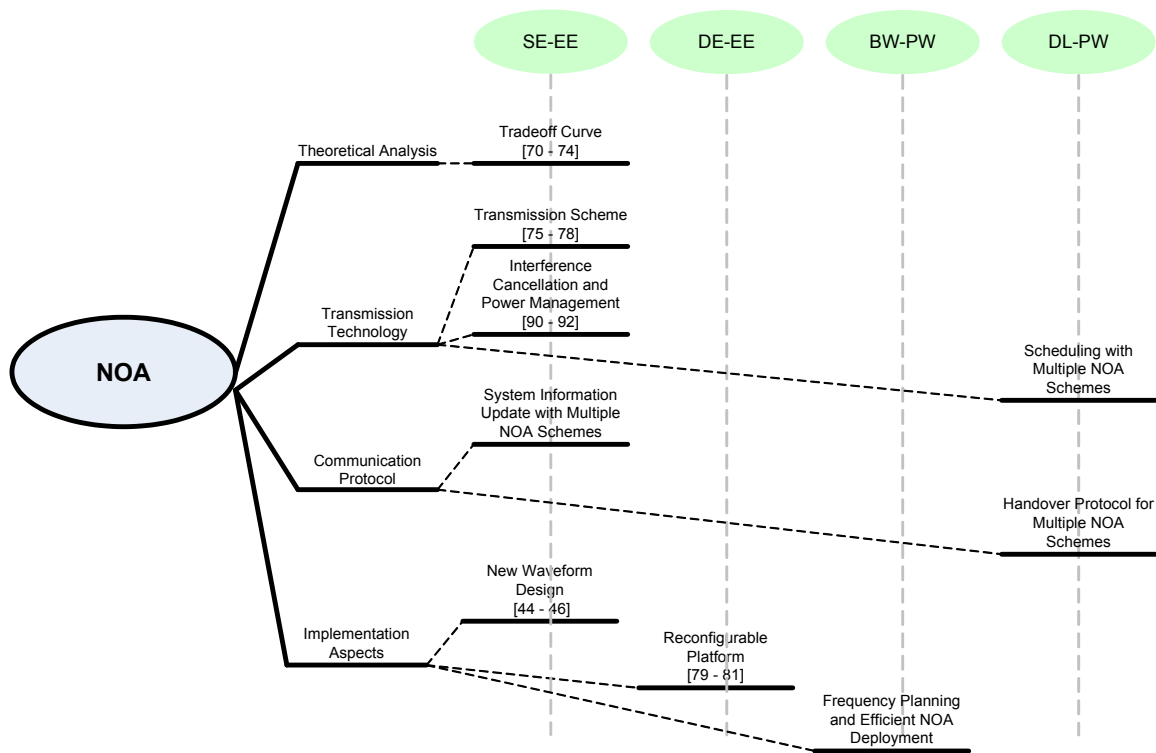 SE-EE
DE-EE
BW-PW
DL-PW
Tradeoff Curve
[70 - 74]
Theoretical Analysis
Transmission Scheme
[75 - 78]
Interference
Cancellation and
Power Management
[90 - 92]
Transmission
Technology
Scheduling with
Multiple NOA
Schemes
NOA
System Information
Update with Multiple
NOA Schemes
Communication
Protocol
Handover Protocol for
Multiple NOA
Schemes
New Waveform
Design
[44 - 46]
Implementation
Aspects
Reconfigurable
Platform
[79 - 81]
Frequency Planning
and Efficient NOA
Deployment